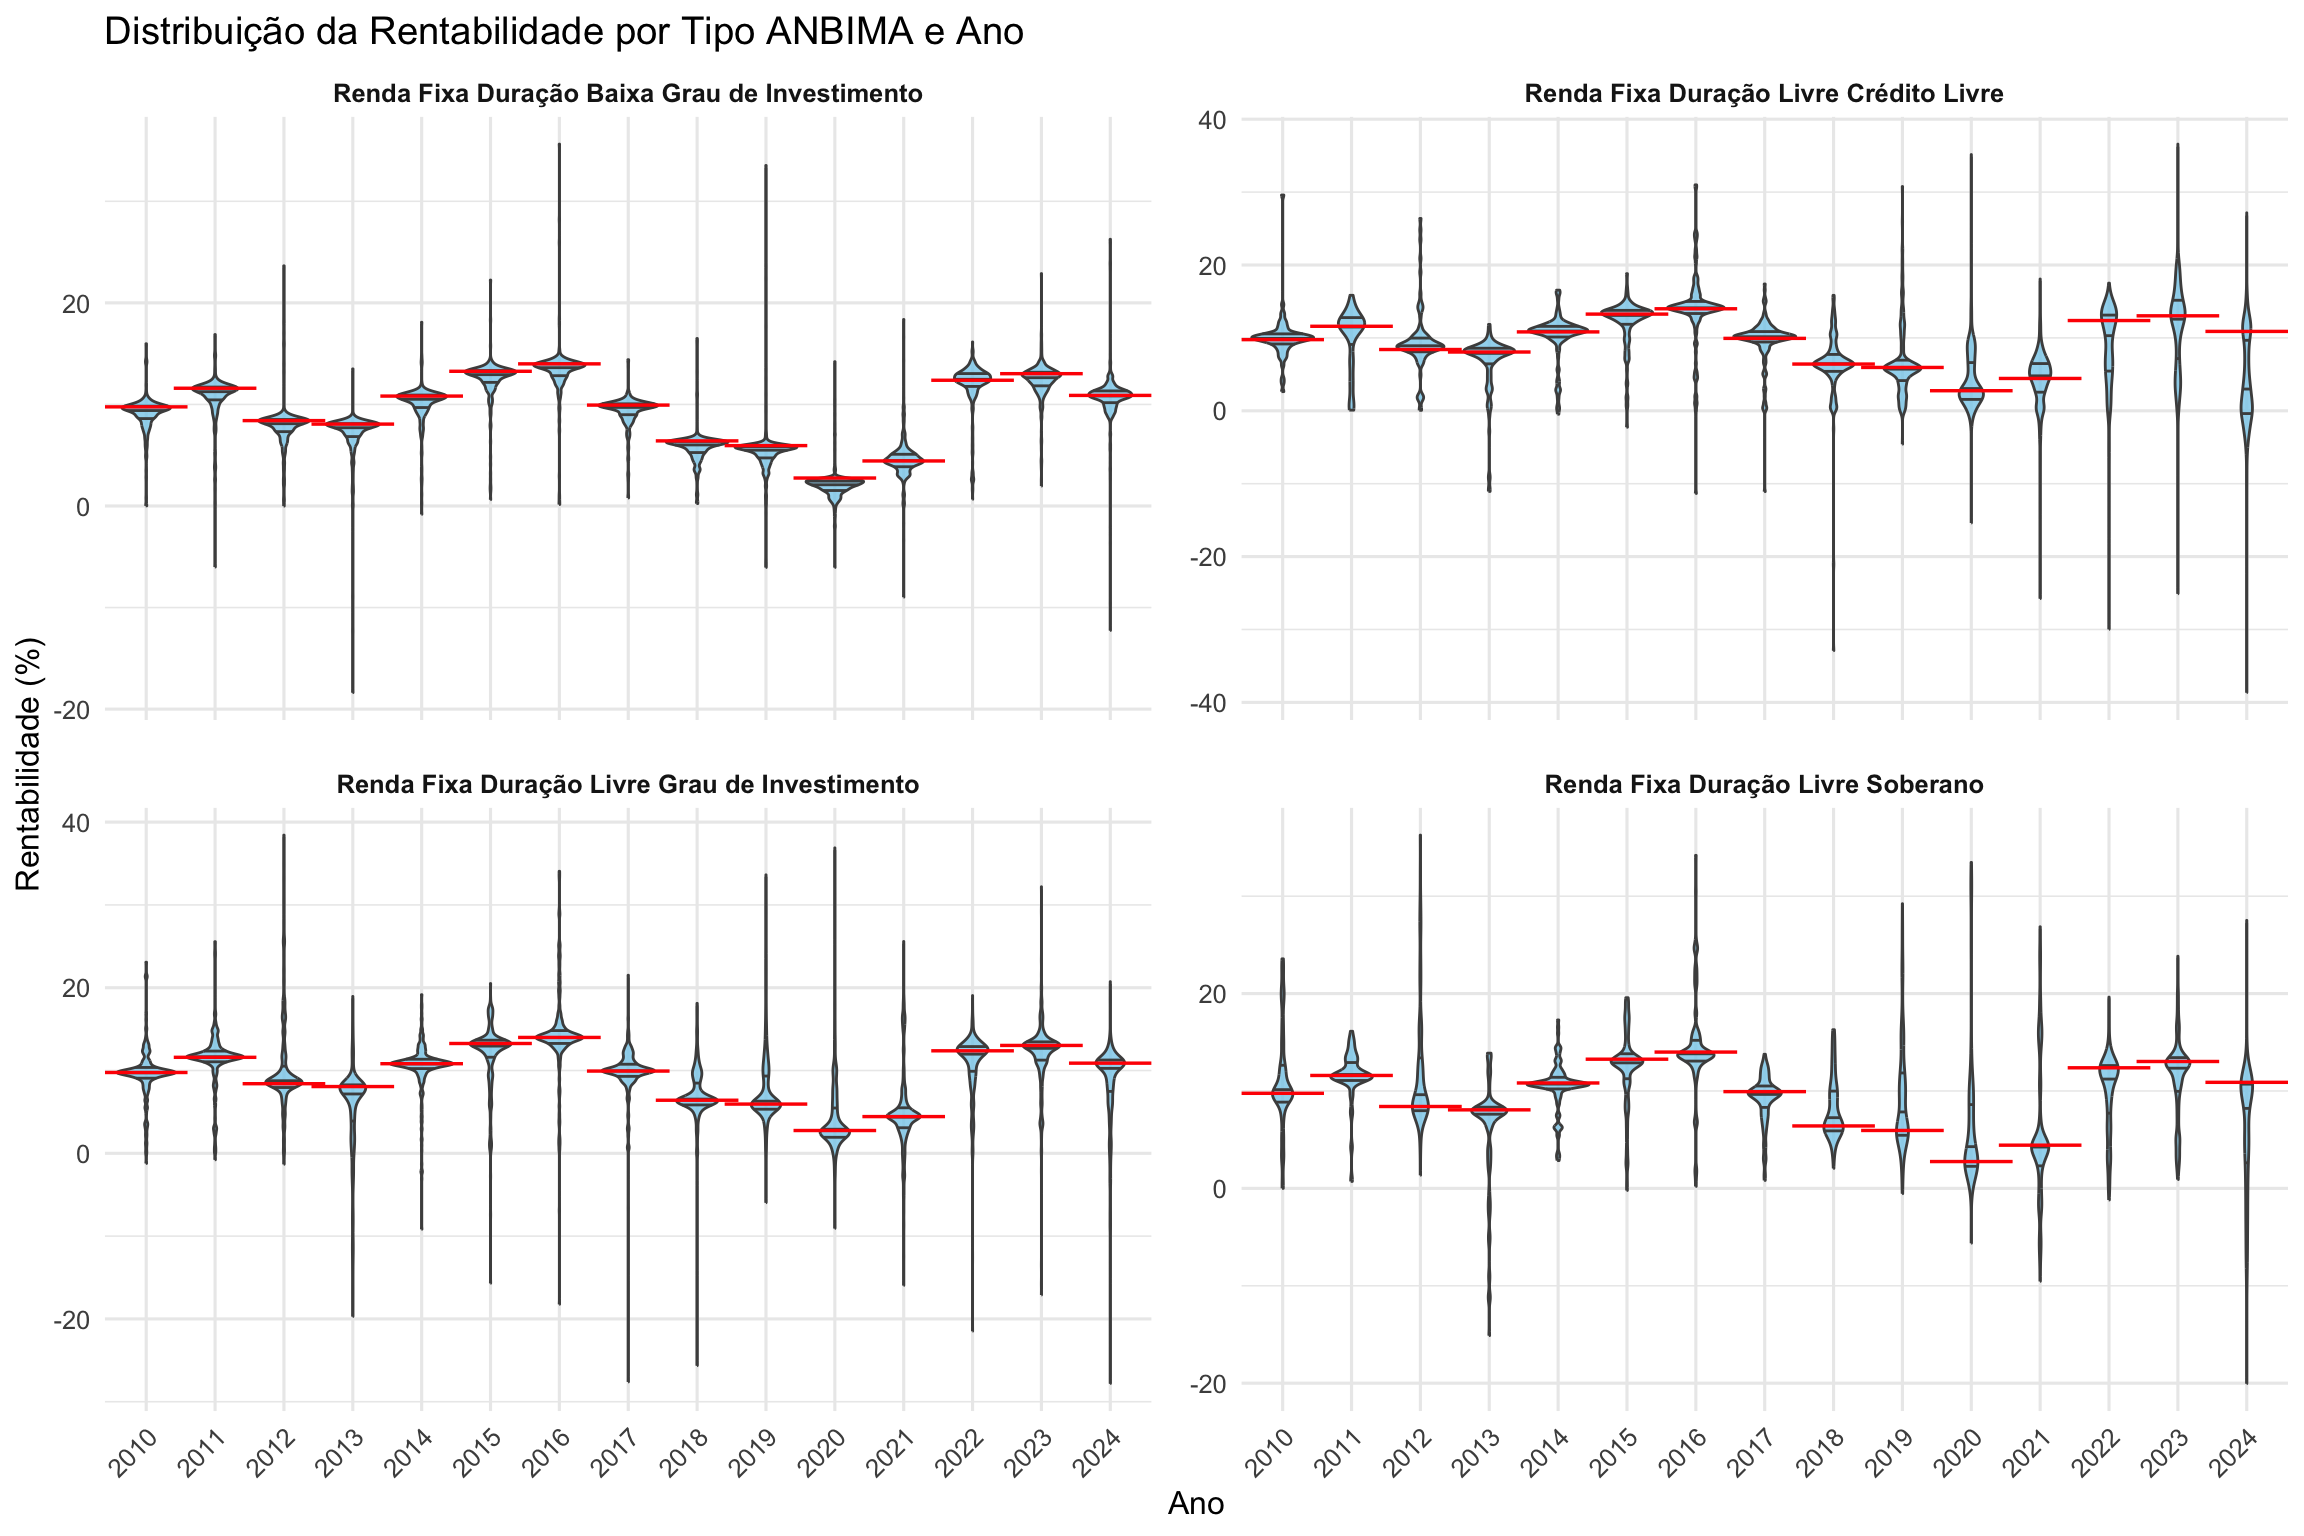 Distribuição da Rentabilidade por Tipo ANBIMA e Ano
Renda Fixa Duração Baixa Grau de Investimento
Renda Fixa Duração Livre Crédito Livre
20
0
-20
40
20
0
-20
-40
Rentabilidade (%)
Renda Fixa Duração Livre Grau de Investimento
Renda Fixa Duração Livre Soberano
40
20
0
-20
20
0
-20
2010 2011 2012 2013 2014 2015 2016 2017 2018 2019 2020 2021 2022 2023 2024
2010 2011 2012 2013 2014 2015 2016 2017 2018 2019 2020 2021 2022 2023 2024
Ano